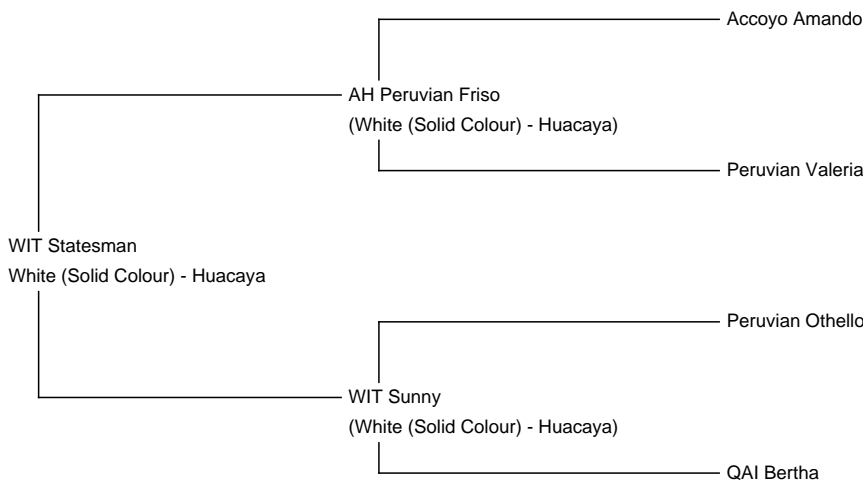 Accoyo Amando
AH Peruvian Friso
(White (Solid Colour) - Huacaya)
Peruvian Valeria
WIT Statesman
White (Solid Colour) - Huacaya
Peruvian Othello
WIT Sunny
(White (Solid Colour) - Huacaya)
QAI Bertha